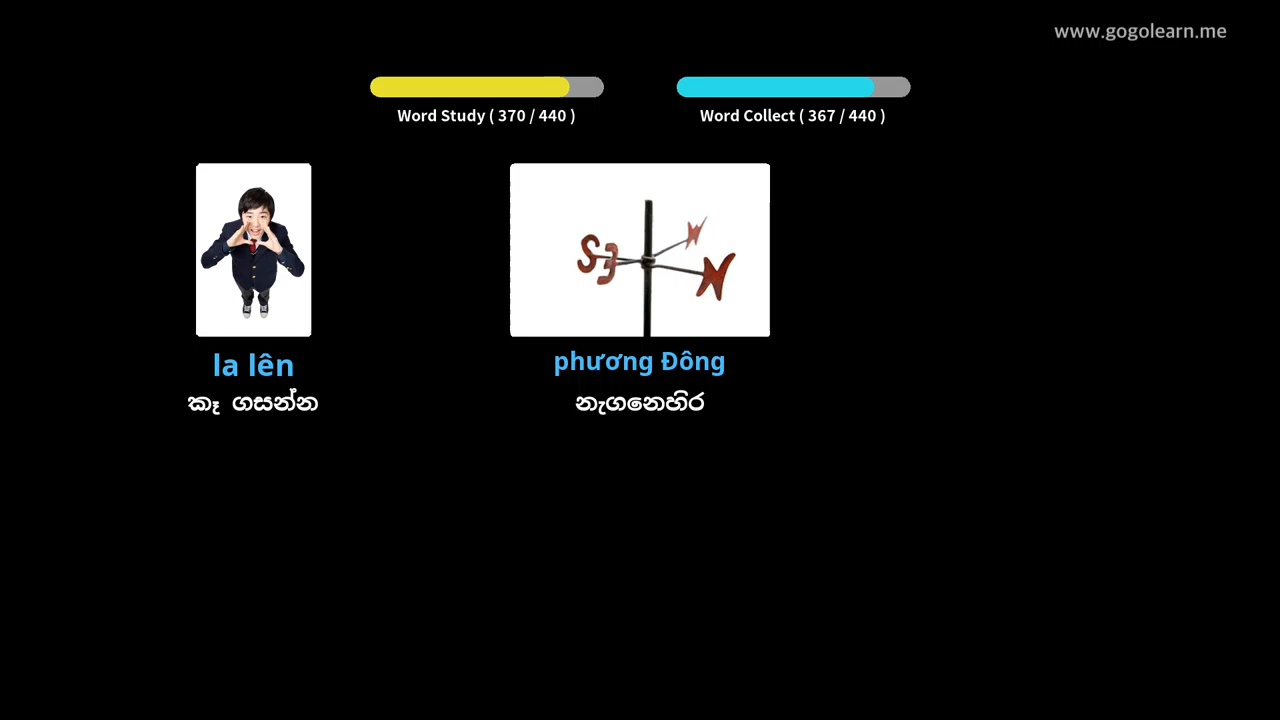 www.gogolearn.me
Word Study ( 370 / 440 )
Word Collect ( 367 / 440 )
la lên
කෑ ගසන්න
phương Đông
නැගෙනහිර